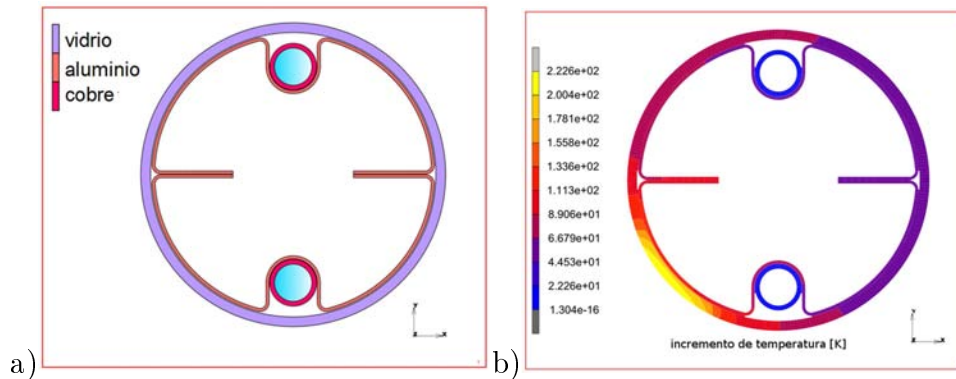 vidrio
aluminio
cobre
y
x
a)
2.226e+02
2.004e+02
1.781e+02
1.558e+02
1.336e+02
1.113e+02
8.906e+01
6.679e+01
4.453e+01
2.226e+01
1.304e-16
incremento de temperatura [K]
y
x
b)